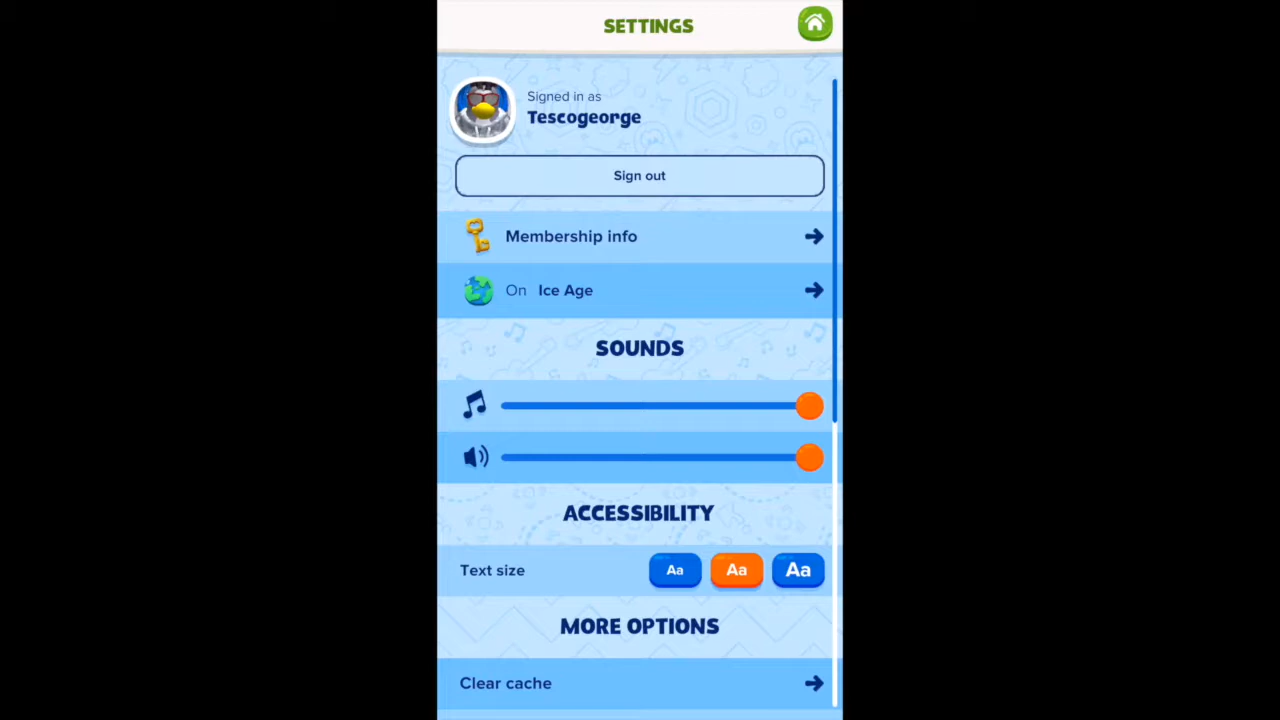 SETTINGS
Signed in as
Tescogeorge
Sign out
Membership info
On Ice Age
SOUNDS
ACCESSIBILITY
Text size Aa Aa Aa
MORE OPTIONS
Clear cache